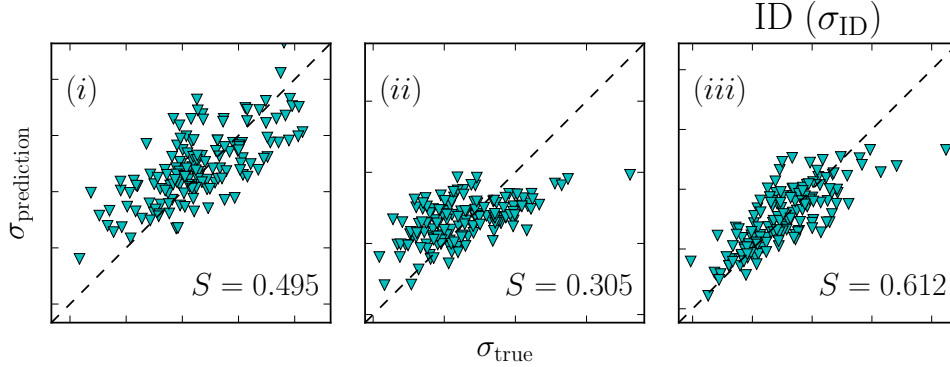 ID (σ_ID)
(i)
(ii)
(iii)
σ_prediction
S = 0.495
S = 0.305
S = 0.612
σ_true